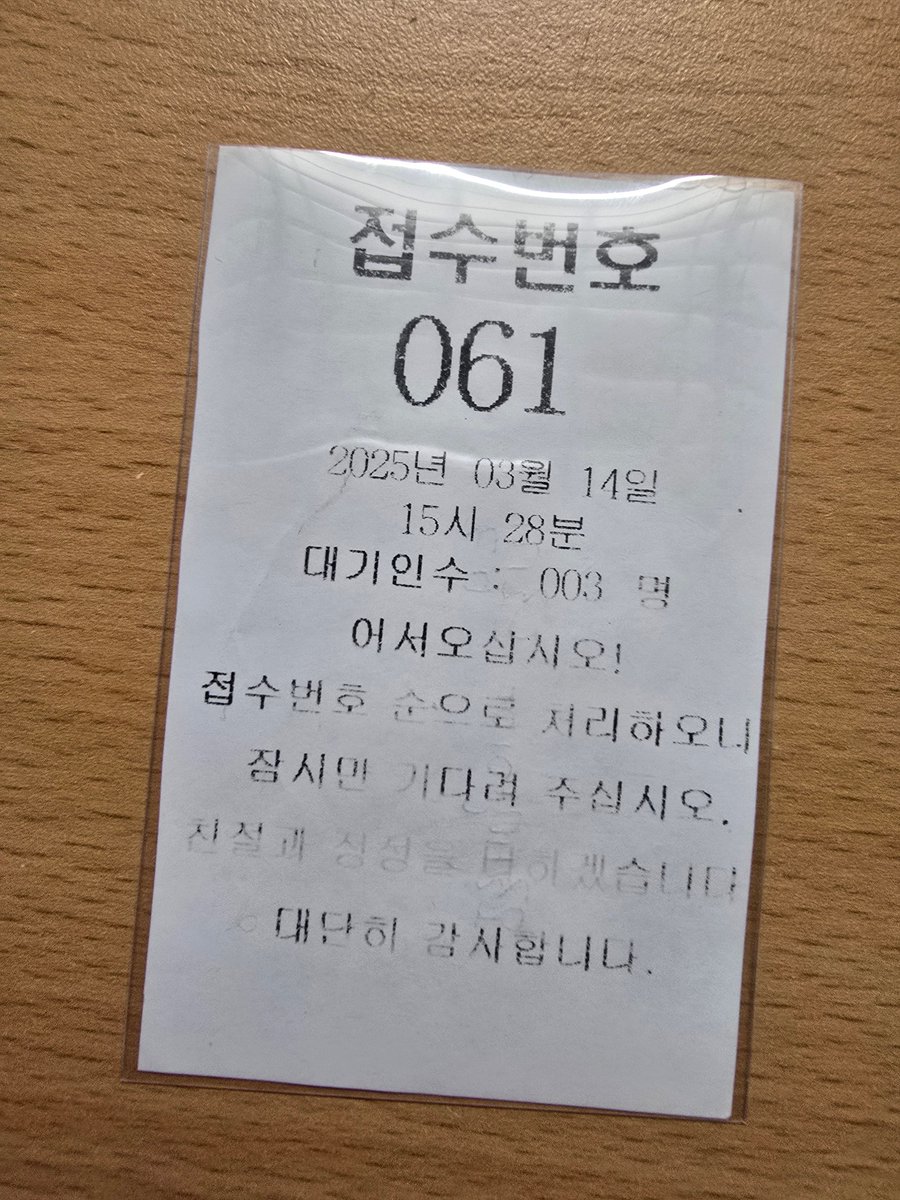 접수번호
061
2025년 03월 14일
15시 28분
대기인수 : 003 명
어서오십시오!
접수번호 순으로 처리하오니
잠시만 기다려 주십시오.
친절과 정성을 다하겠습니다
대단히 감사합니다.